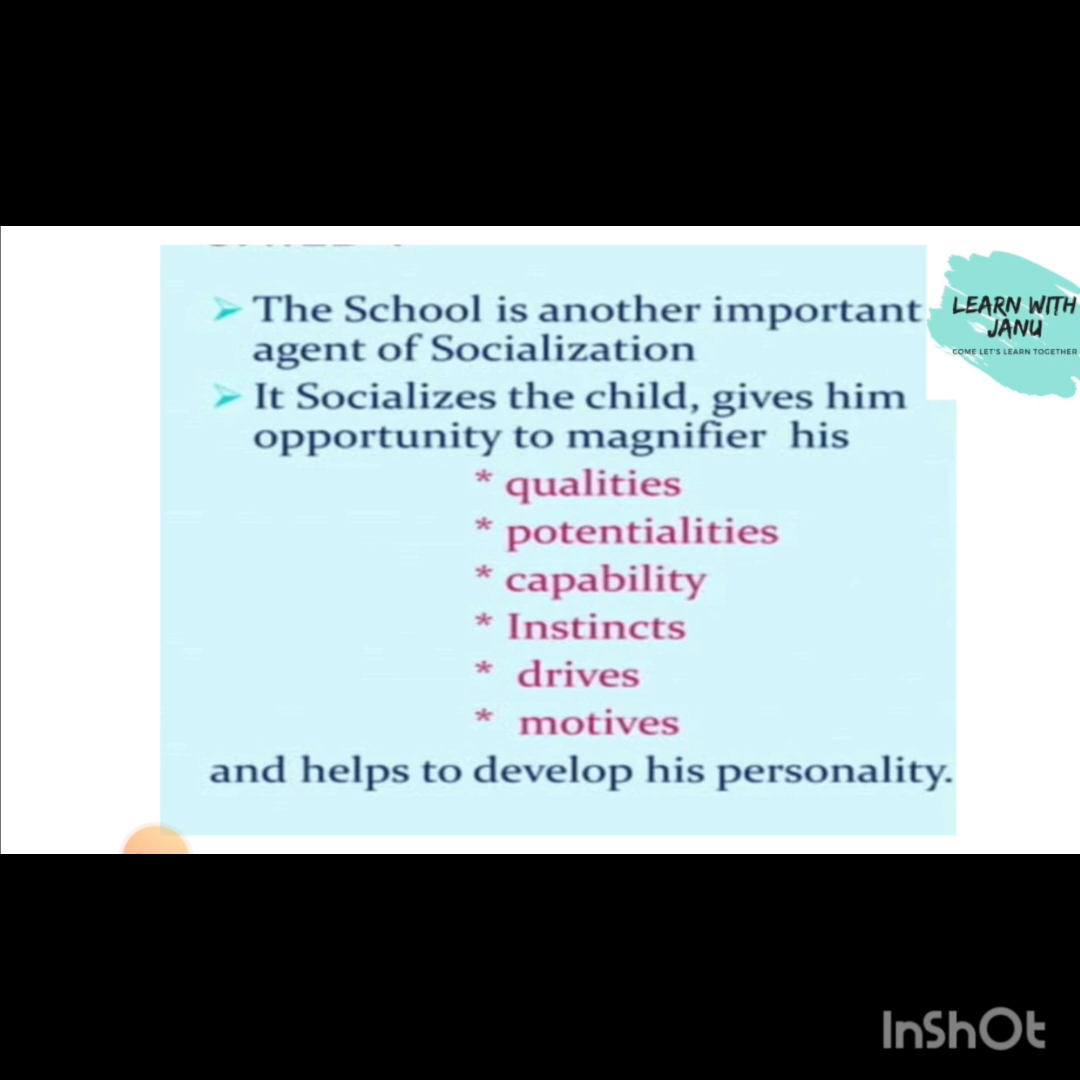 ➢ The School is another important
agent of Socialization
➢ It Socializes the child, gives him
opportunity to magnifier his
* qualities
* potentialities
* capability
* Instincts
* drives
* motives
and helps to develop his personality.
LEARN WITH
JANU
COME LET'S LEARN TOGETHER
InShOt